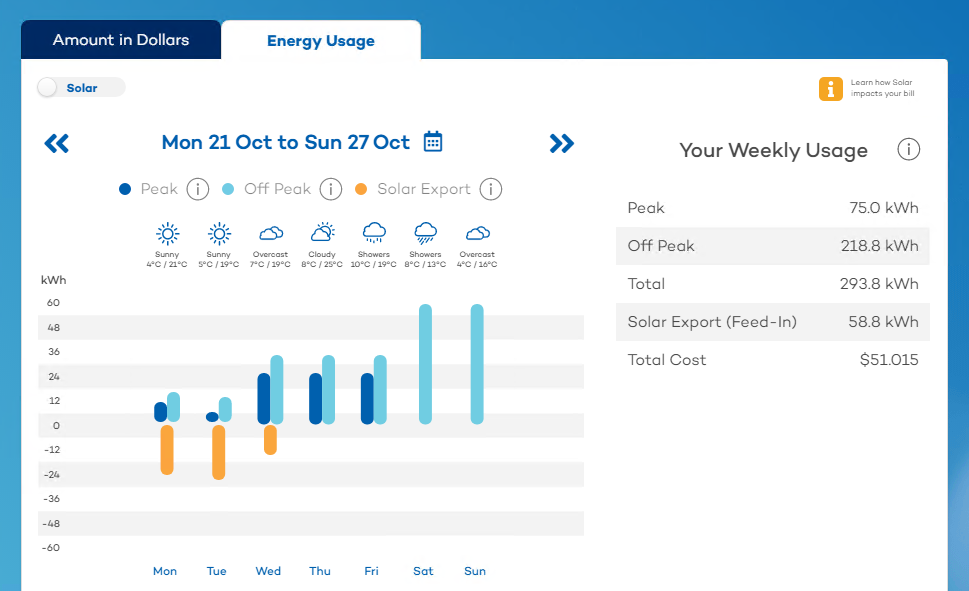 Amount in Dollars
Energy Usage
Solar
Learn how Solar
impacts your bill
Mon 21 Oct to Sun 27 Oct
Your Weekly Usage
Peak
Off Peak
Solar Export
Sunny Sunny Overcast Cloudy Showers Showers Overcast
4°C / 21°C 5°C / 19°C 7°C / 19°C 8°C / 25°C 10°C / 19°C 8°C / 13°C 4°C / 16°C
kWh
60
48
36
24
12
0
-12
-24
-36
-48
-60
Mon Tue Wed Thu Fri Sat Sun
Peak 75.0 kWh
Off Peak 218.8 kWh
Total 293.8 kWh
Solar Export (Feed-In) 58.8 kWh
Total Cost $51.015